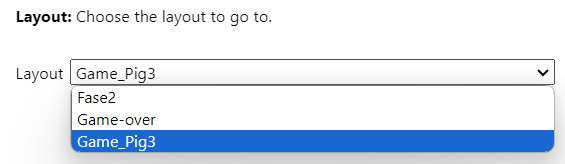 Layout: Choose the layout to go to.
Layout Game_Pig3
Fase2
Game-over
Game_Pig3